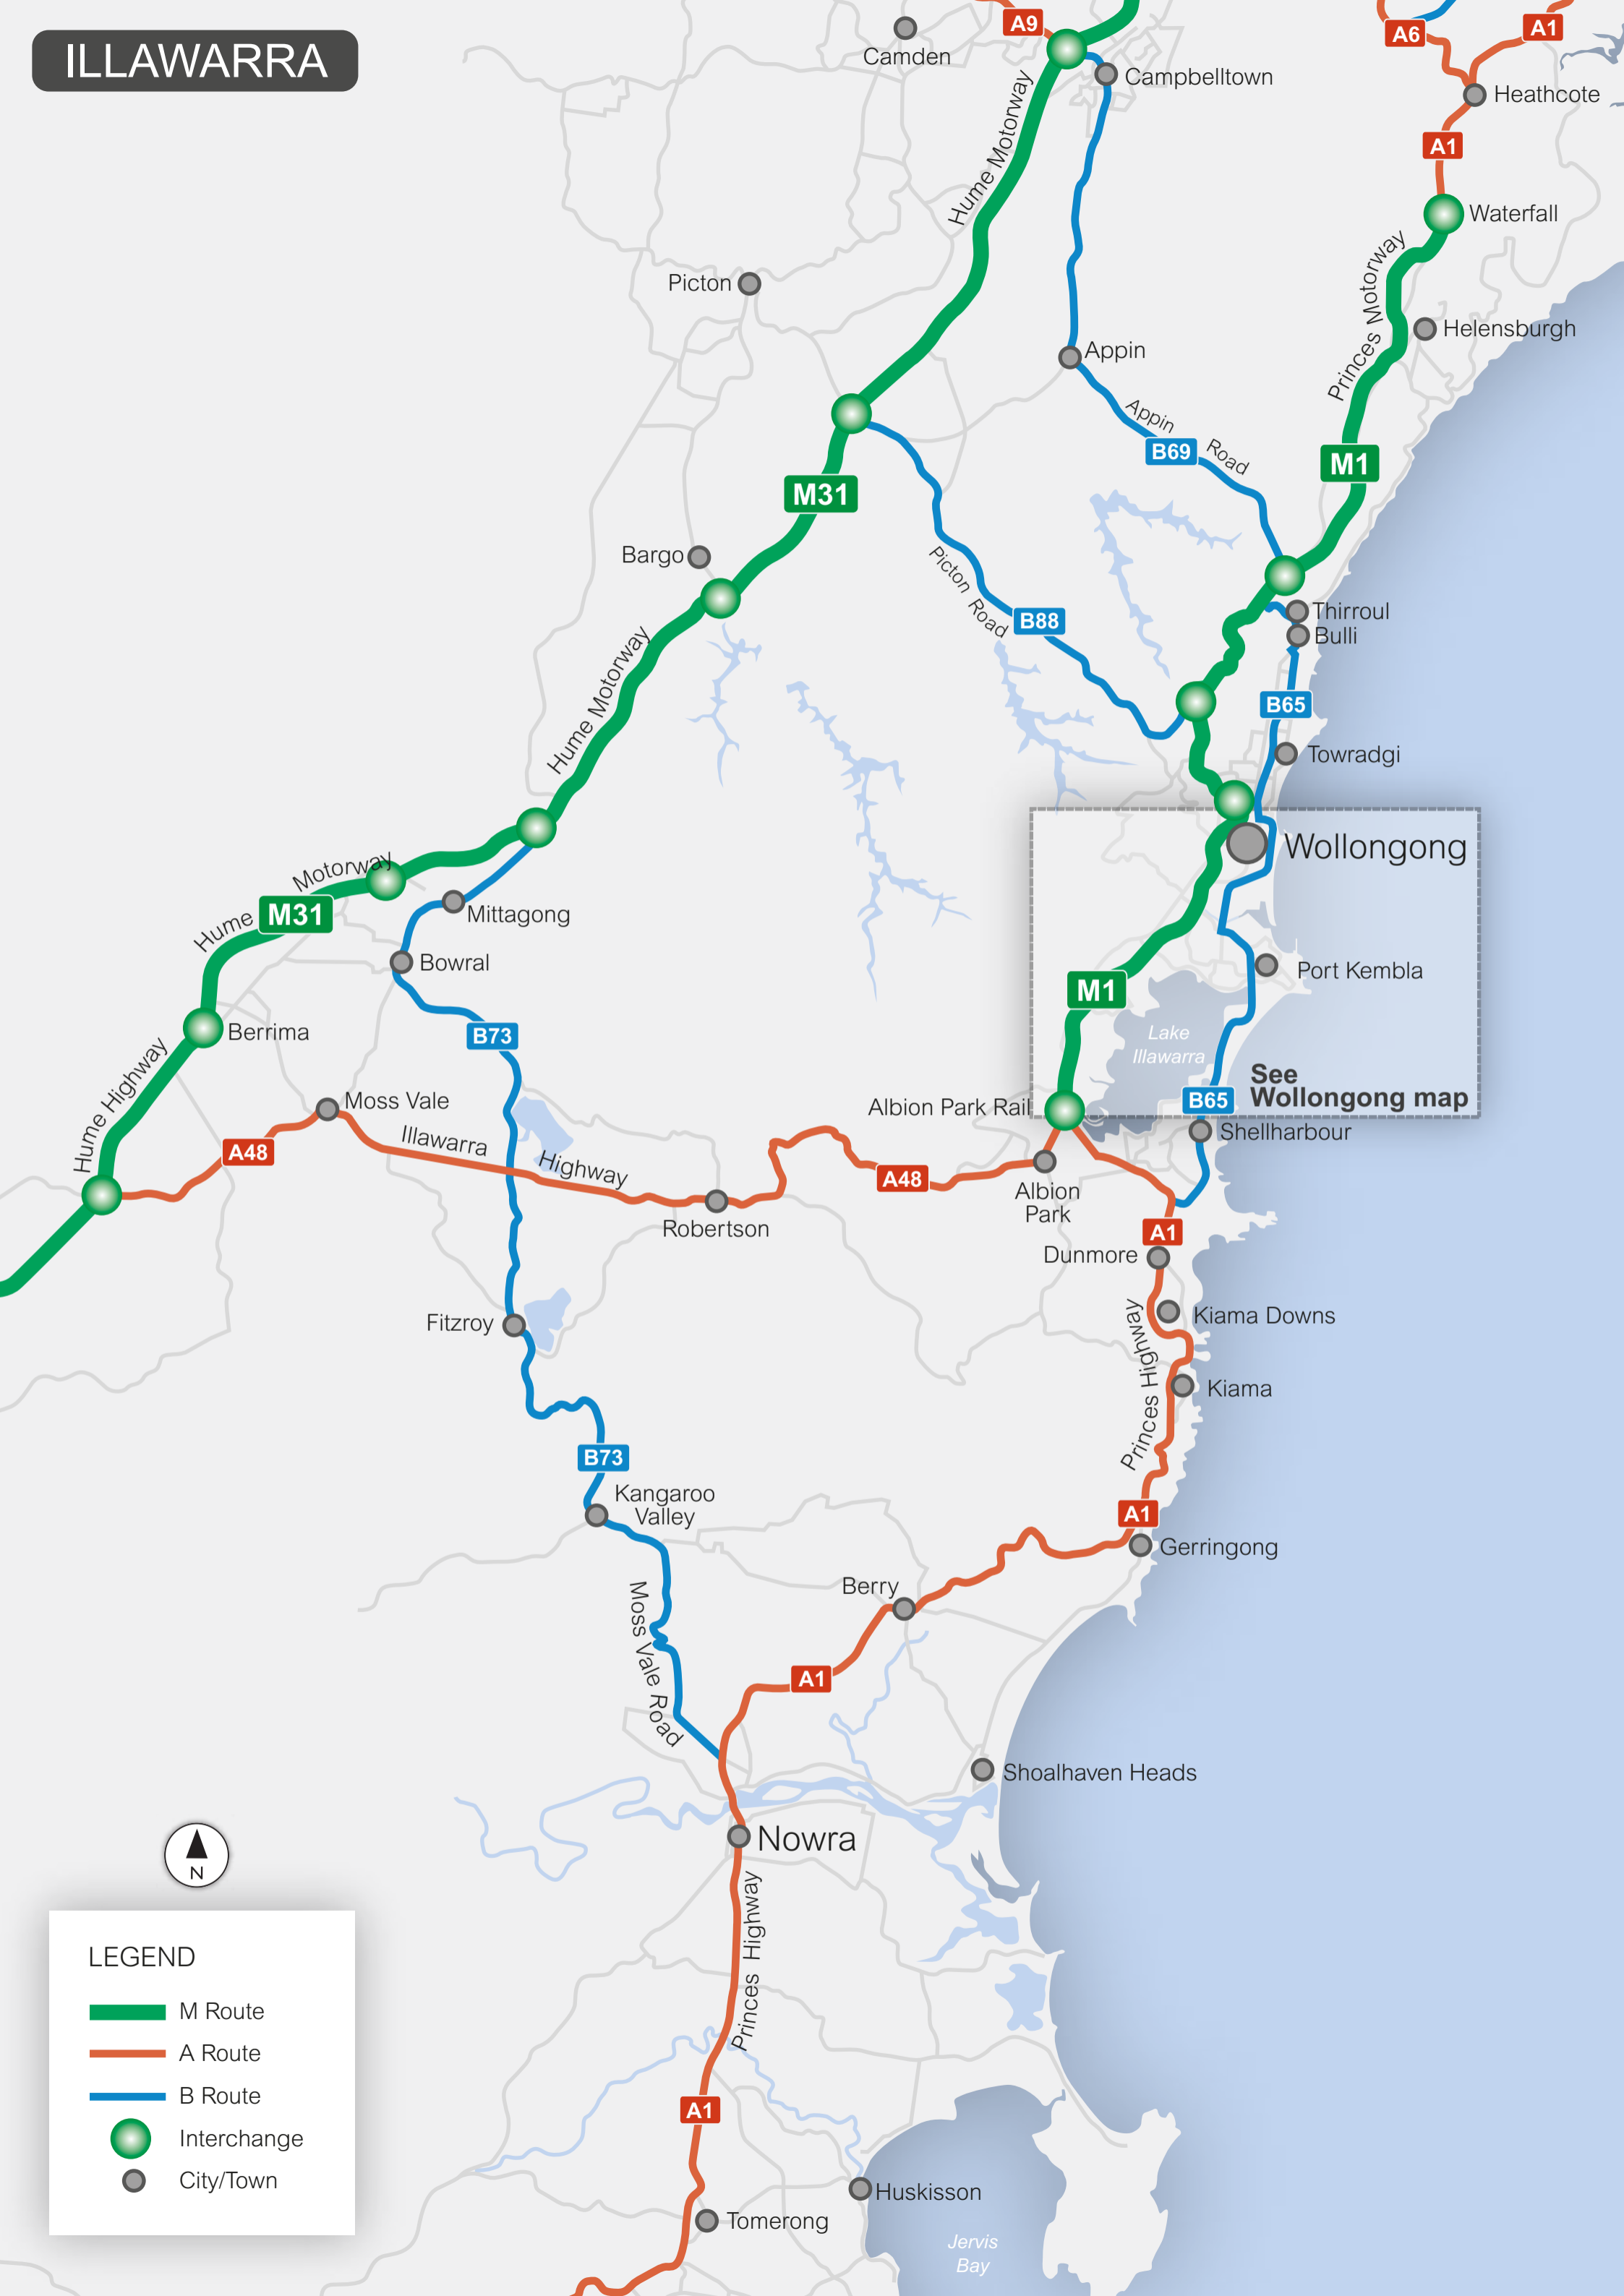 ILLAWARRA
A9
A6
A1
Camden
Campbelltown
Heathcote
A1
Hume Motorway
Waterfall
Princes Motorway
Picton
Helensburgh
Appin
Appin Road
B69
M1
M31
Bargo
Picton Road
B88
Thirroul
Bulli
Hume Motorway
B65
Towradgi
Wollongong
Hume Motorway
M31
Mittagong
Bowral
Port Kembla
M1
Lake
Illawarra
Berrima
B73
Hume Highway
See
Wollongong map
B65
Moss Vale
Albion Park Rail
Shellharbour
A48
Illawarra Highway
A48
Albion
Park
Robertson
A1
Dunmore
Fitzroy
Kiama Downs
Princes Highway
Kiama
B73
Kangaroo
Valley
A1
Gerringong
Berry
Moss Vale Road
A1
Shoalhaven Heads
Nowra
N
Princes Highway
LEGEND
M Route
A Route
B Route
Interchange
City/Town
A1
Huskisson
Tomerong
Jervis
Bay